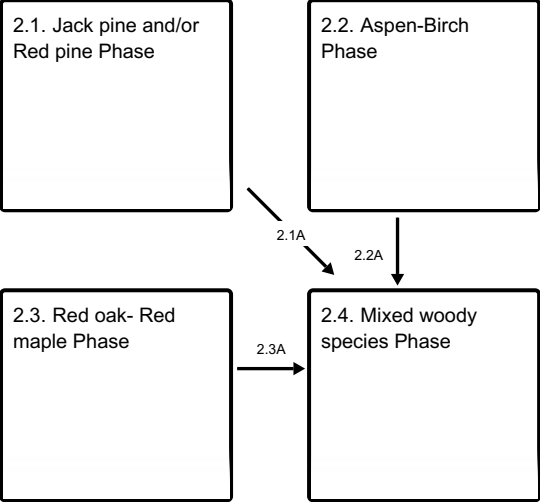 2.1. Jack pine and/or
Red pine Phase
2.2. Aspen-Birch
Phase
2.1A
2.2A
2.3. Red oak- Red
maple Phase
2.3A
2.4. Mixed woody
species Phase